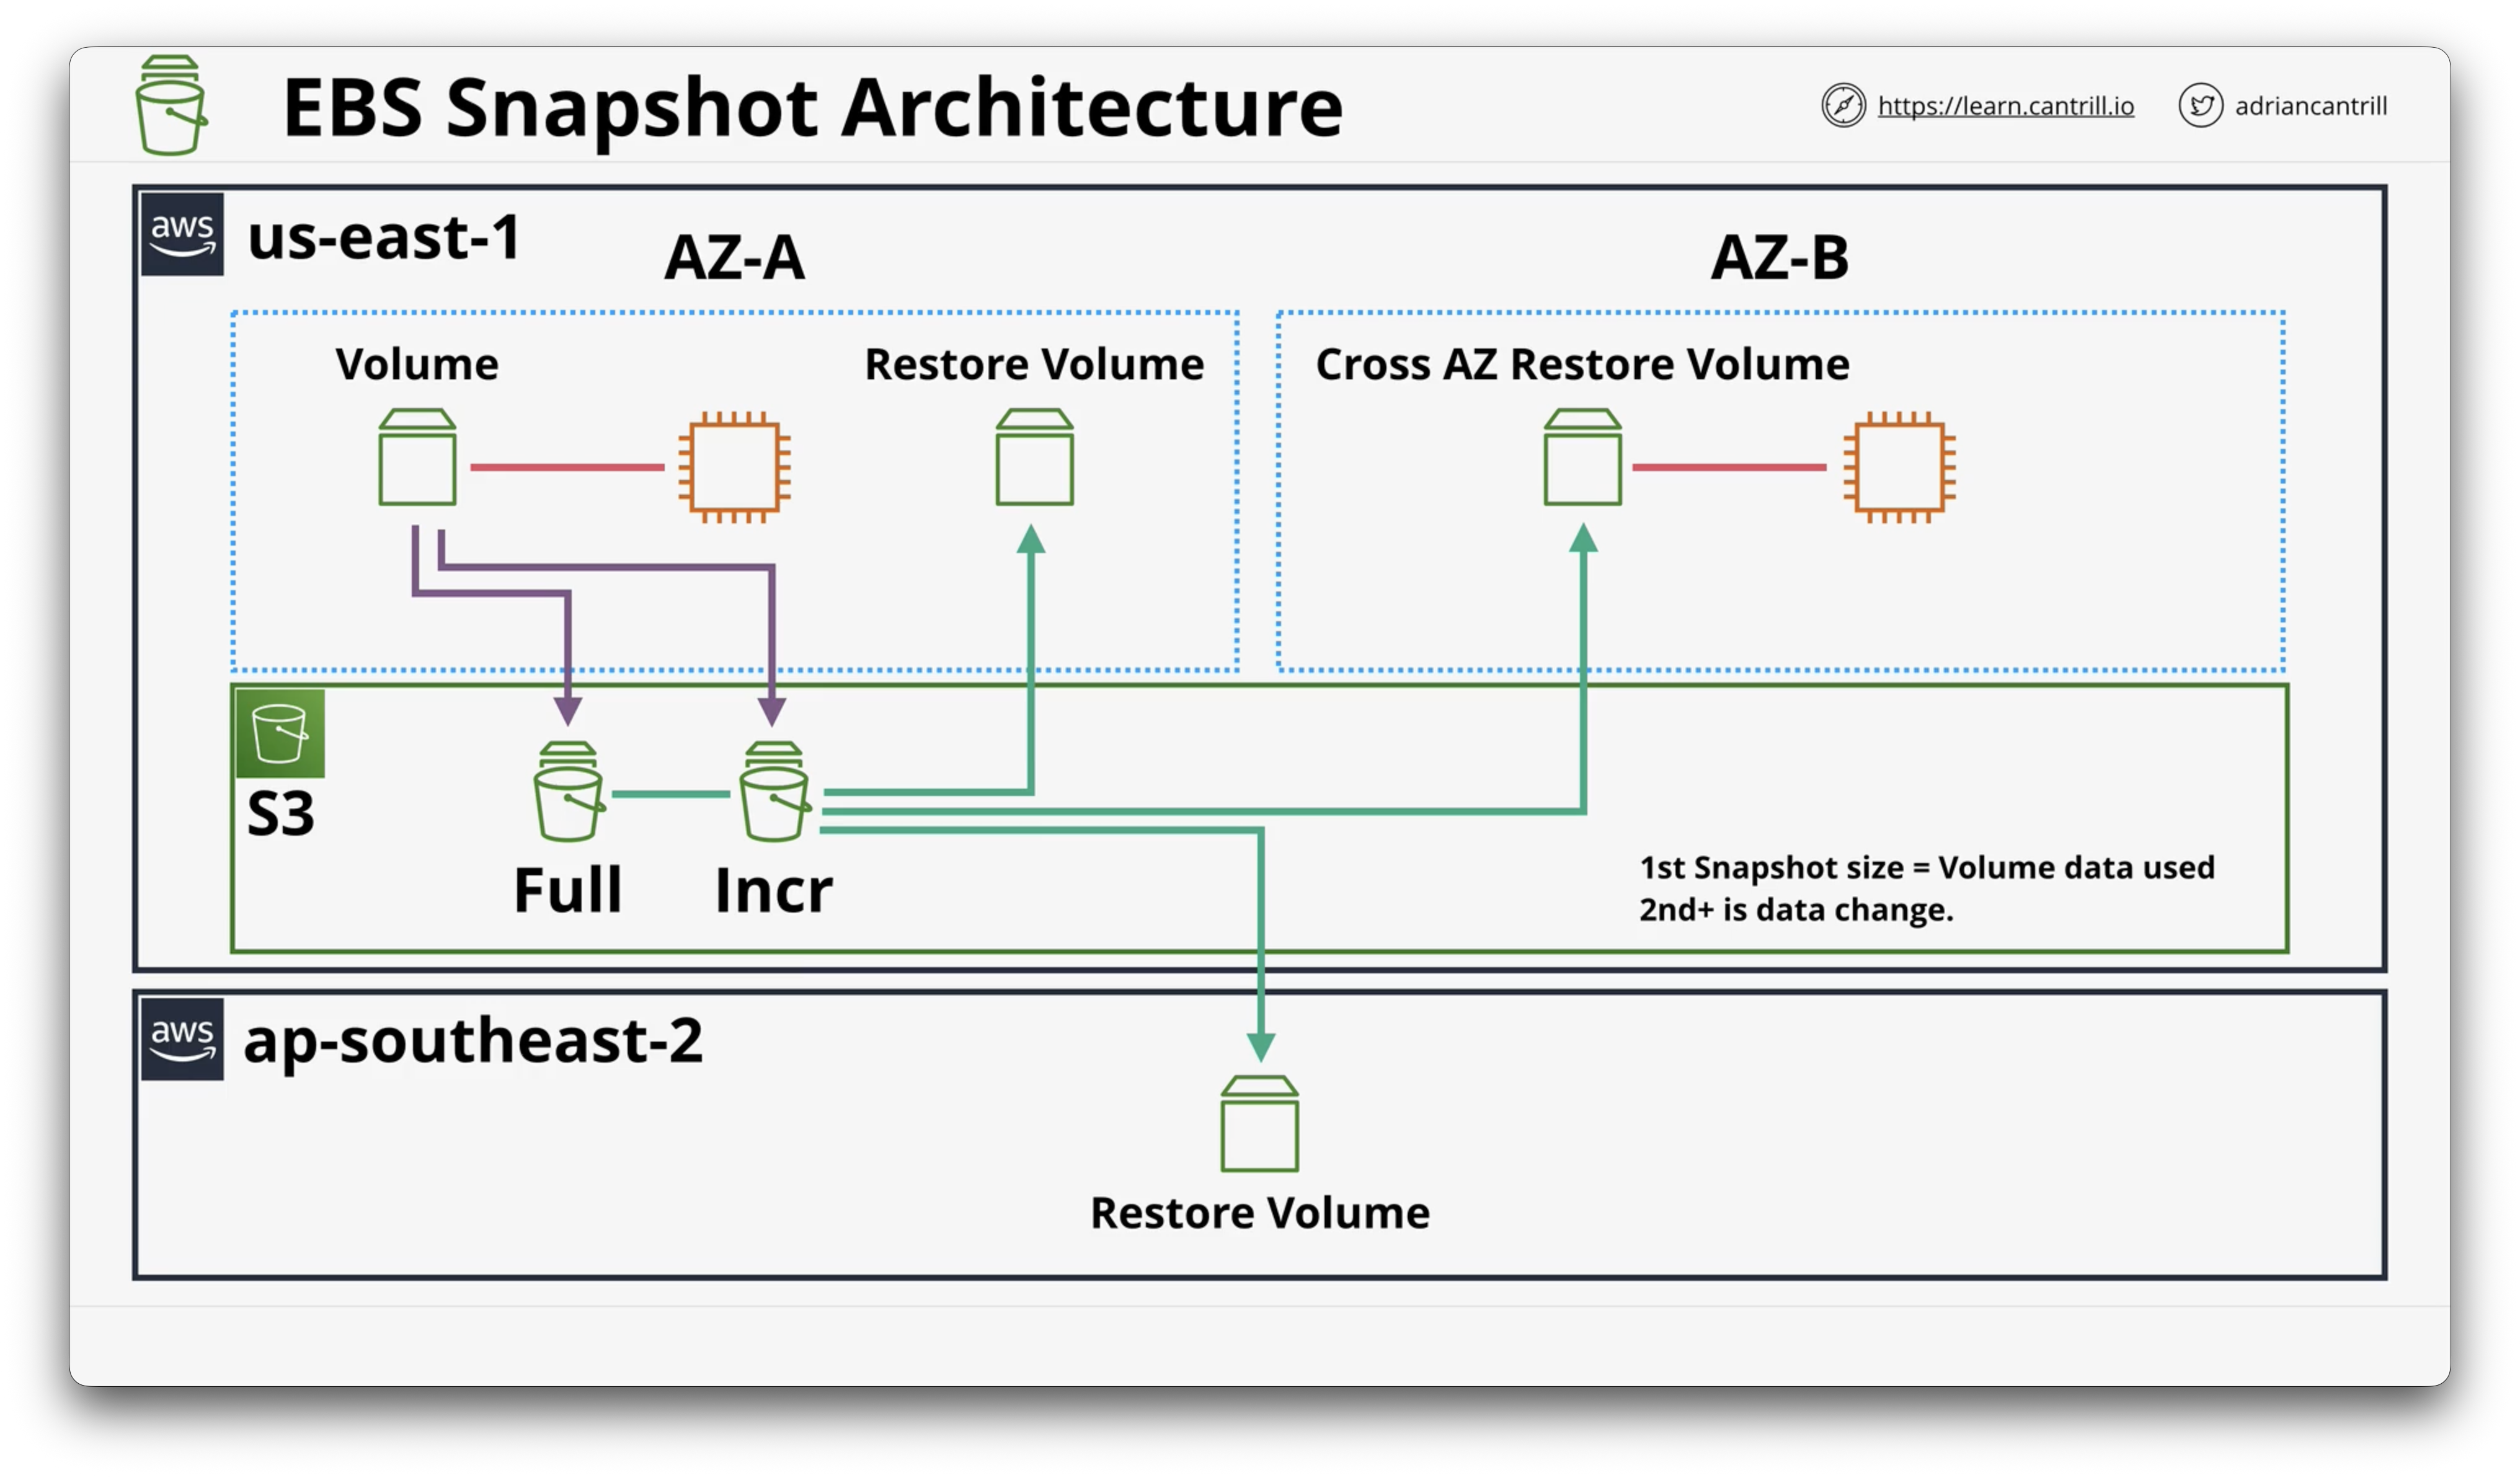 EBS Snapshot Architecture
https://learn.cantrill.io
adriancantrill
aws
us-east-1
AZ-A
AZ-B
Volume
Restore Volume
Cross AZ Restore Volume
S3
Full
Incr
1st Snapshot size = Volume data used
2nd+ is data change.
aws
ap-southeast-2
Restore Volume